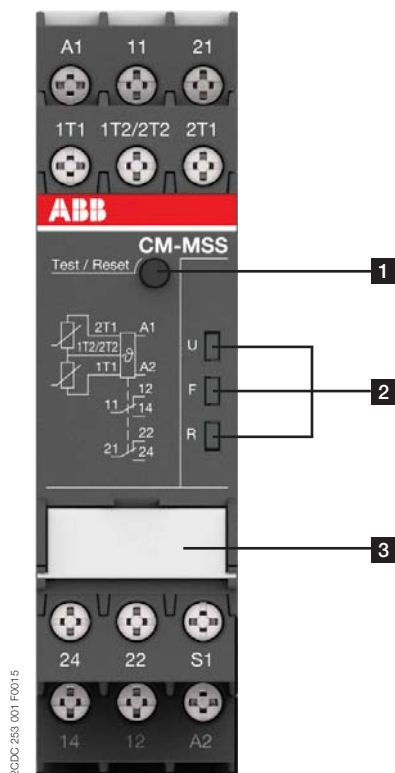 A1 11 21
1T1 1T2/2T2 2T1
ABB
CM-MSS
Test / Reset
1
2T1 A1
1T2/2T2 ϑ
1T1 A2
12
11 14
22
21 24
U
F
R
2
3
24 22 S1
14 12 A2
2CDC 253 001 F0015